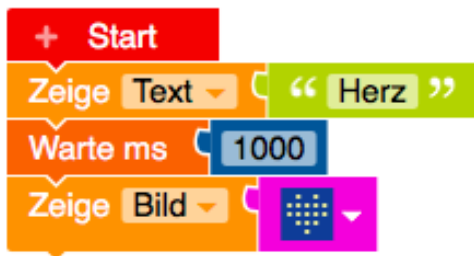 + Start
Zeige Text “ Herz ”
Warte ms 1000
Zeige Bild